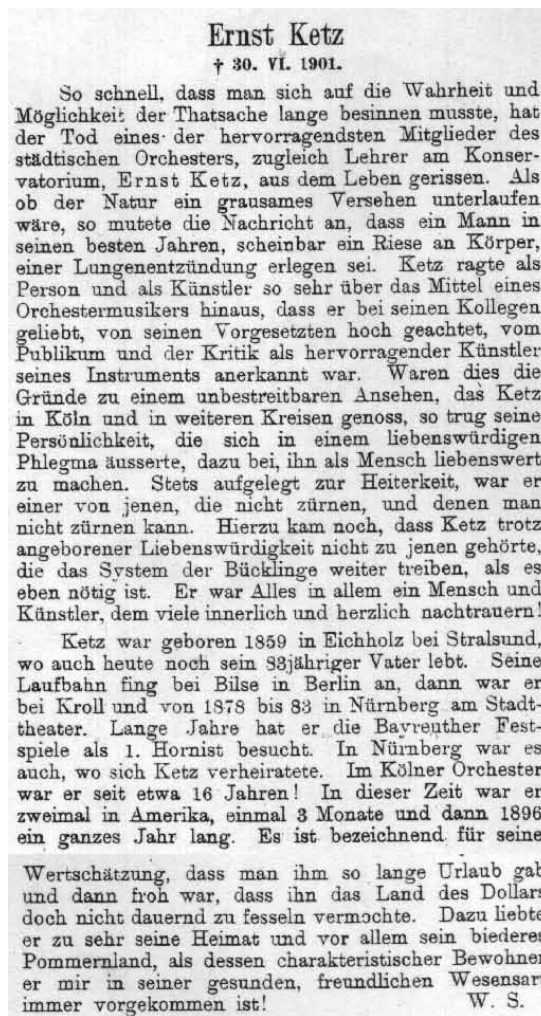 Ernst Ketz
† 30. VI. 1901.
So schnell, dass man sich auf die Wahrheit und
Möglichkeit der Thatsache lange besinnen musste, hat
der Tod eines der hervorragendsten Mitglieder des
städtischen Orchesters, zugleich Lehrer am Konser-
vatorium, Ernst Ketz, aus dem Leben gerissen. Als
ob der Natur ein grausames Versehen unterlaufen
wäre, so mutete die Nachricht an, dass ein Mann in
seinen besten Jahren, scheinbar ein Riese an Körper,
einer Lungenentzündung erlegen sei. Ketz ragte als
Person und als Künstler so sehr über das Mittel eines
Orchestermusikers hinaus, dass er bei seinen Kollegen
geliebt, von seinen Vorgesetzten hoch geachtet, vom
Publikum und der Kritik als hervorragender Künstler
seines Instruments anerkannt war. Waren dies die
Gründe zu einem unbestreitbaren Ansehen, das Ketz
in Köln und in weiteren Kreisen genoss, so trug seine
Persönlichkeit, die sich in einem liebenswürdigen
Phlegma äusserte, dazu bei, ihn als Mensch liebenswert
zu machen. Stets aufgelegt zur Heiterkeit, war er
einer von jenen, die nicht zürnen, und denen man
nicht zürnen kann. Hierzu kam noch, dass Ketz trotz
angeborener Liebenswürdigkeit nicht zu jenen gehörte,
die das System der Bücklinge weiter treiben, als es
eben nötig ist. Er war Alles in allem ein Mensch und
Künstler, dem viele innerlich und herzlich nachtrauern!
Ketz war geboren 1859 in Eichholz bei Stralsund,
wo auch heute noch sein 83jähriger Vater lebt. Seine
Laufbahn fing bei Bilse in Berlin an, dann war er
bei Kroll und von 1878 bis 83 in Nürnberg am Stadt-
theater. Lange Jahre hat er die Bayreuther Fest-
spiele als 1. Hornist besucht. In Nürnberg war es
auch, wo sich Ketz verheiratete. Im Kölner Orchester
war er seit etwa 16 Jahren! In dieser Zeit war er
zweimal in Amerika, einmal 3 Monate und dann 1896
ein ganzes Jahr lang. Es ist bezeichnend für seine
Wertschätzung, dass man ihm so lange Urlaub gab
und dann froh war, dass ihn das Land des Dollars
doch nicht dauernd zu fesseln vermochte. Dazu liebte
er zu sehr seine Heimat und vor allem sein biederes
Pommernland, als dessen charakteristischer Bewohner
er mir in seiner gesunden, freundlichen Wesensart
immer vorgekommen ist! W. S.